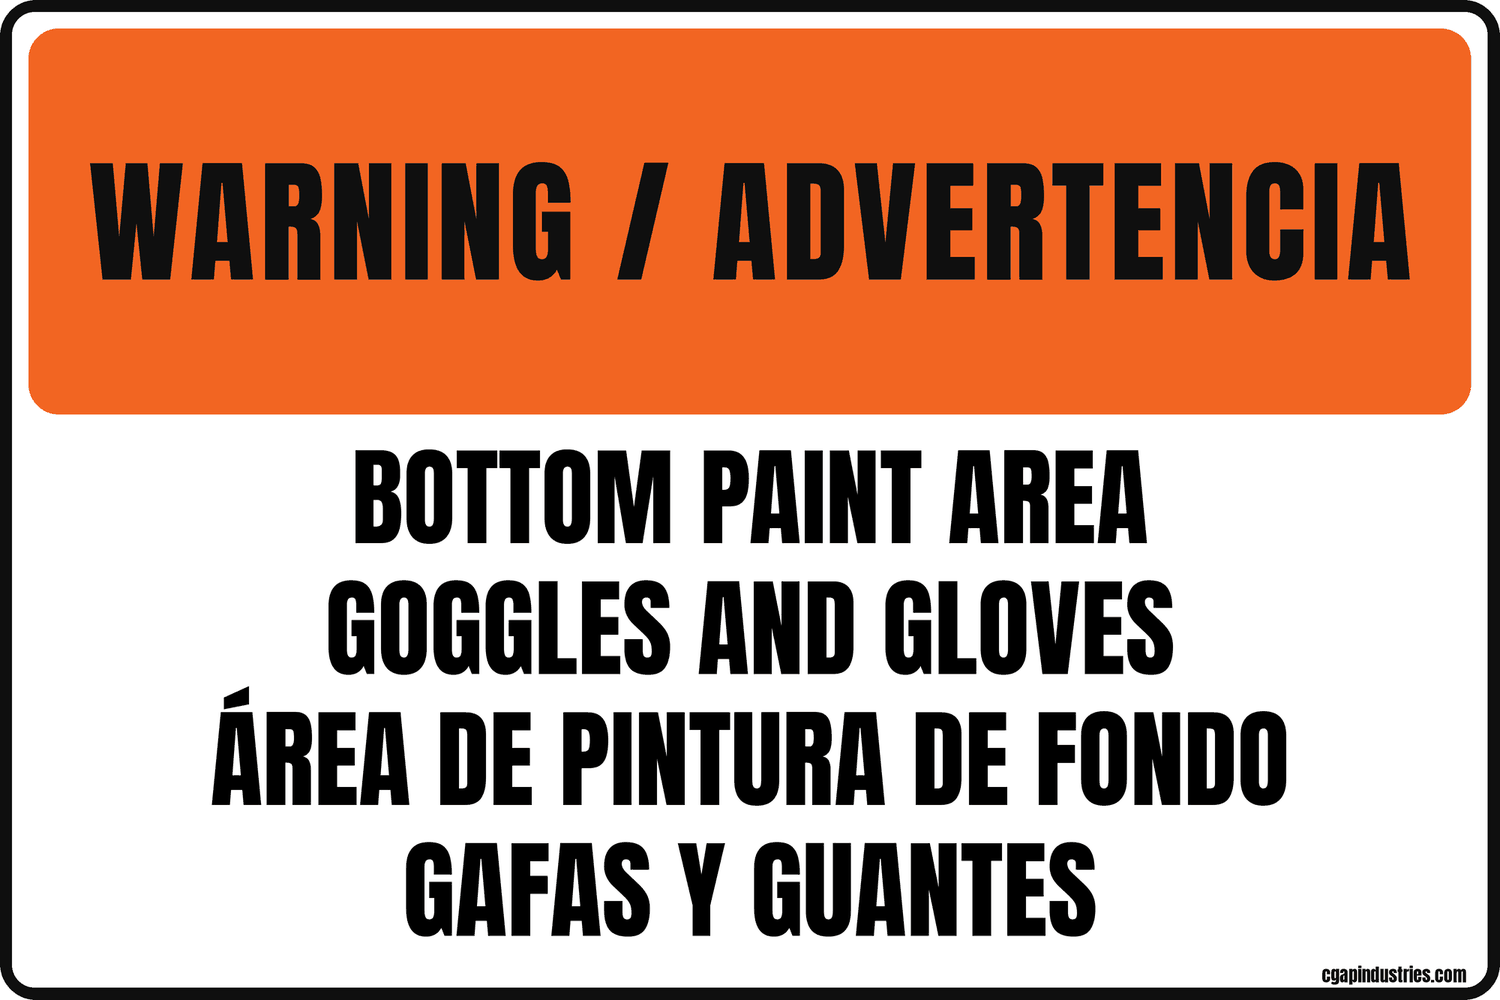 WARNING / ADVERTENCIA
BOTTOM PAINT AREA
GOGGLES AND GLOVES
ÁREA DE PINTURA DE FONDO
GAFAS Y GUANTES
cgapindustries.com